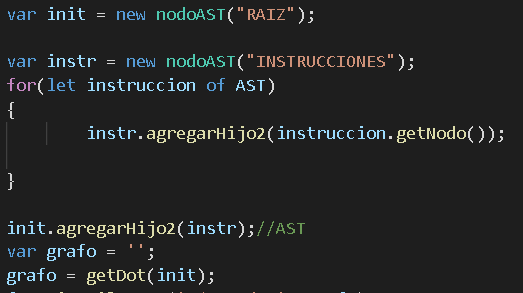 var init = new nodoAST("RAIZ");
var instr = new nodoAST("INSTRUCCIONES");
for(let instruccion of AST)
{
instr.agregarHijo2(instruccion.getNodo());
}
init.agregarHijo2(instr);//AST
var grafo = '';
grafo = getDot(init);